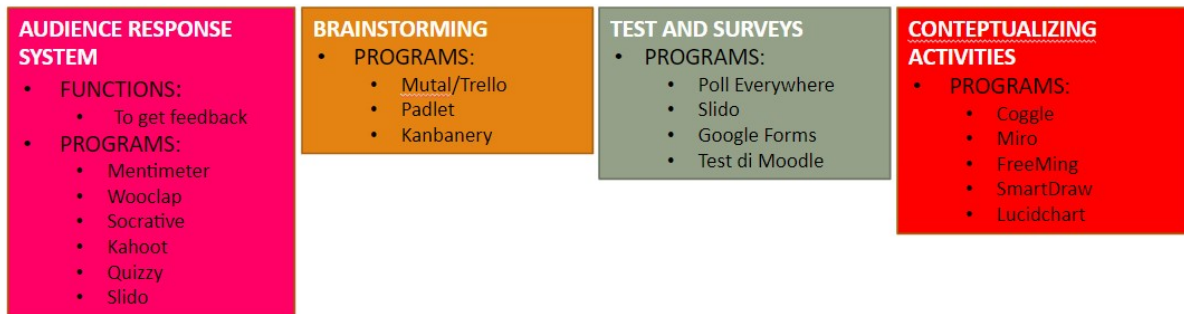 AUDIENCE RESPONSE
SYSTEM
• FUNCTIONS:
• To get feedback
• PROGRAMS:
• Mentimeter
• Wooclap
• Socrative
• Kahoot
• Quizzy
• Slido
BRAINSTORMING
• PROGRAMS:
• Mutal/Trello
• Padlet
• Kanbanery
TEST AND SURVEYS
• PROGRAMS:
• Poll Everywhere
• Slido
• Google Forms
• Test di Moodle
CONTEPTUALIZING
ACTIVITIES
• PROGRAMS:
• Coggle
• Miro
• FreeMing
• SmartDraw
• Lucidchart